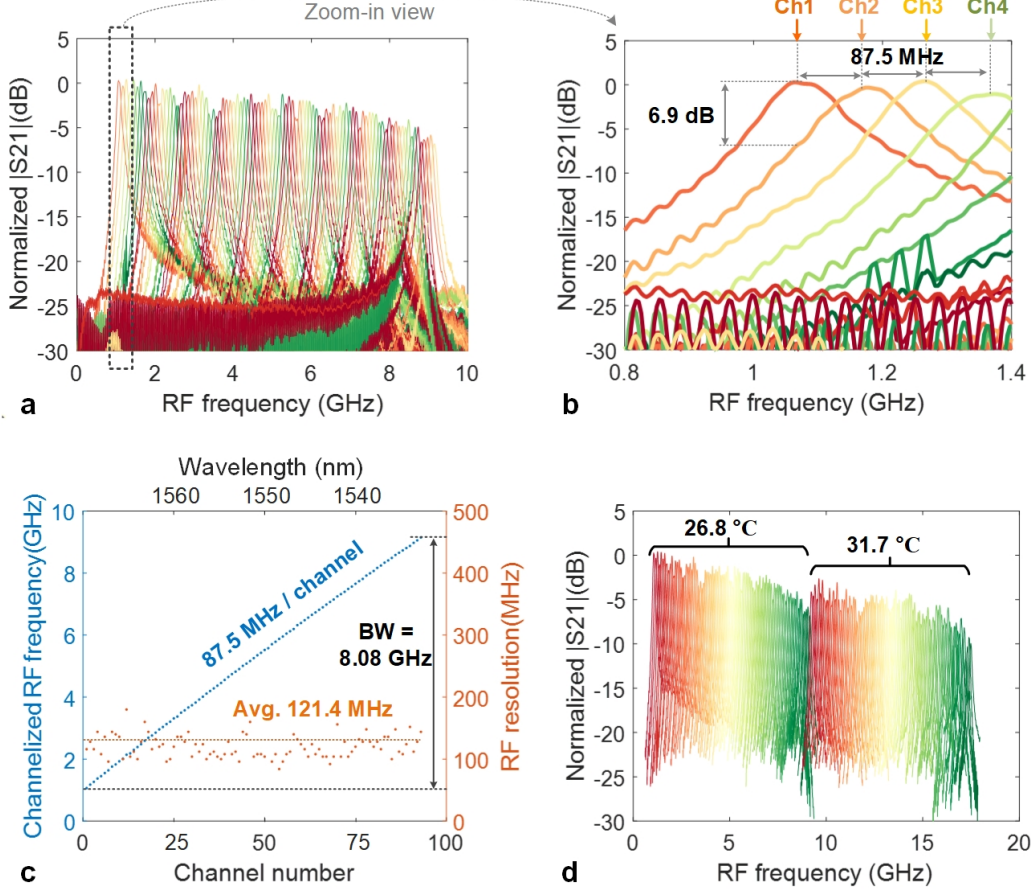 Zoom-in view
Ch1 Ch2 Ch3 Ch4
Normalized |S21|(dB)
5
0
-5
-10
-15
-20
-25
-30
0 2 4 6 8 10
RF frequency (GHz)
a
Normalized |S21|(dB)
5
0
-5
-10
-15
-20
-25
-30
87.5 MHz
6.9 dB
0.8 1 1.2 1.4
RF frequency (GHz)
b
Wavelength (nm)
1560 1550 1540
Channelized RF frequency(GHz)
10
8
6
4
2
0
87.5 MHz / channel
BW =
8.08 GHz
Avg. 121.4 MHz
500
400
300
200
100
0
RF resolution(MHz)
0 25 50 75 100
Channel number
c
Normalized |S21|(dB)
5
0
-5
-10
-15
-20
-25
-30
26.8 °C
31.7 °C
0 5 10 15 20
RF frequency (GHz)
d